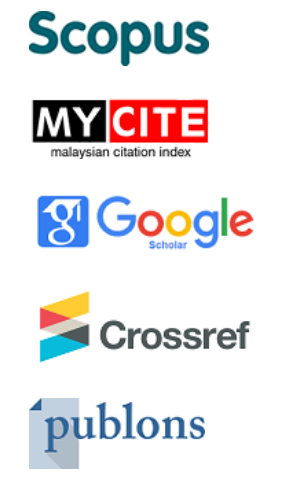 Scopus
MYCITE
malaysian citation index
Google
Scholar
Crossref
publons